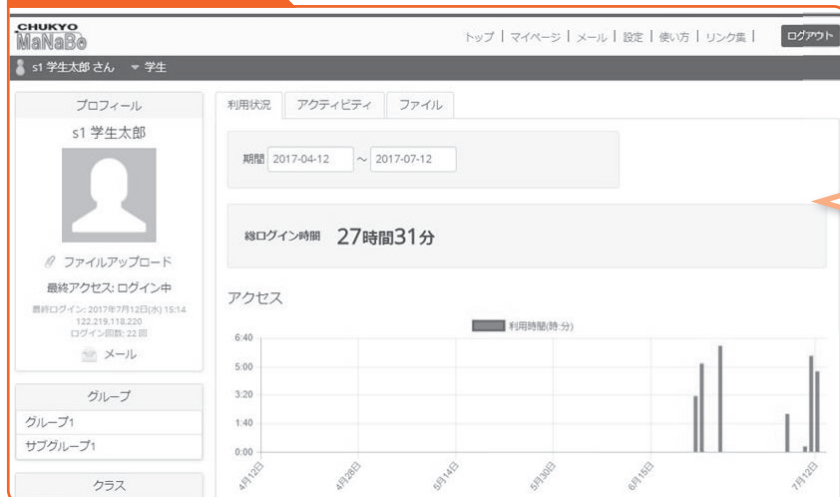 CHUKYO
MaNaBo
トップ | マイページ | メール | 設定 | 使い方 | リンク集 |
ログアウト
s1 学生太郎 さん ▼ 学生
プロフィール
s1 学生太郎
ファイルアップロード
最終アクセス: ログイン中
最終ログイン: 2017年7月12日(水) 15:14
122.219.118.220
ログイン回数: 22 回
メール
グループ
グループ1
サブグループ1
クラス
利用状況 アクティビティ ファイル
期間 2017-04-12 ~ 2017-07-12
総ログイン時間 27時間31分
アクセス
利用時間(時:分)
6:40
5:00
3:20
1:40
0:00
4月12日 4月28日 5月14日 5月30日 6月15日 7月12日